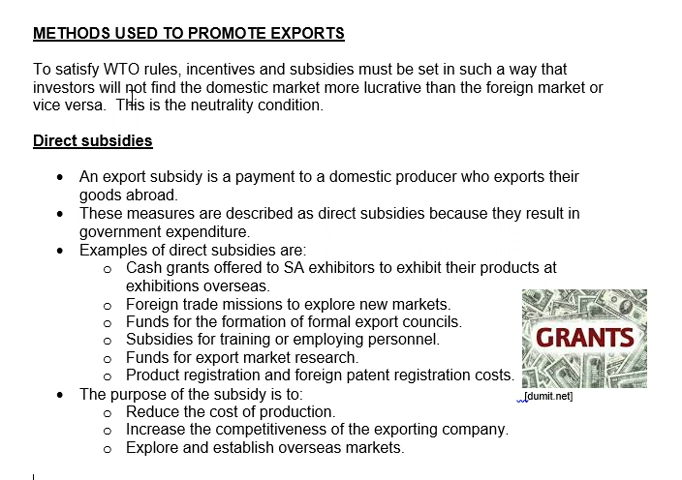 METHODS USED TO PROMOTE EXPORTS
To satisfy WTO rules, incentives and subsidies must be set in such a way that
investors will not find the domestic market more lucrative than the foreign market or
vice versa. This is the neutrality condition.
Direct subsidies
• An export subsidy is a payment to a domestic producer who exports their
goods abroad.
• These measures are described as direct subsidies because they result in
government expenditure.
• Examples of direct subsidies are:
o Cash grants offered to SA exhibitors to exhibit their products at
exhibitions overseas.
o Foreign trade missions to explore new markets.
o Funds for the formation of formal export councils.
o Subsidies for training or employing personnel.
o Funds for export market research.
o Product registration and foreign patent registration costs.
GRANTS
[dumit.net]
• The purpose of the subsidy is to:
o Reduce the cost of production.
o Increase the competitiveness of the exporting company.
o Explore and establish overseas markets.